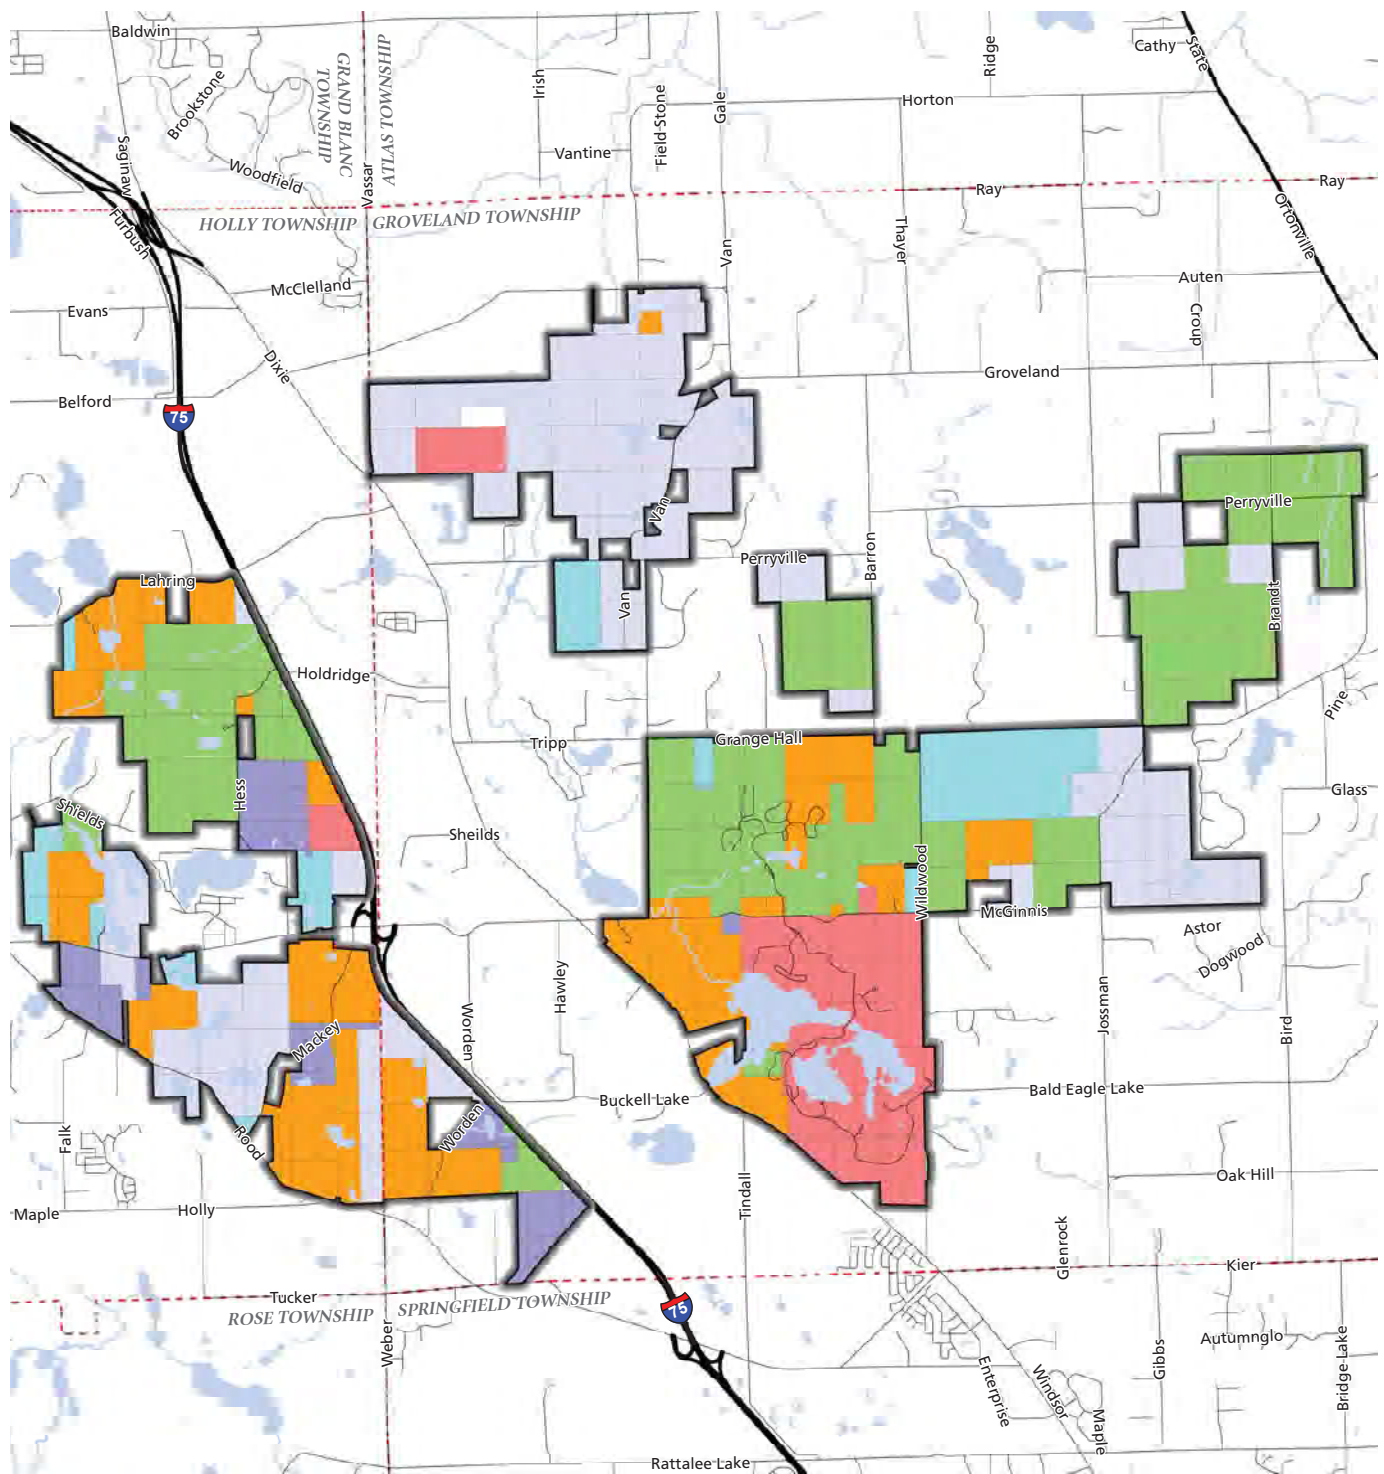 Baldwin
Cathy
State
Ridge
Brookstone
GRAND BLANC
TOWNSHIP
ATLAS TOWNSHIP
Irish
Field-Stone
Gale
Horton
Saginaw
Vantine
Woodfield
Vassar
Ray
Ray
Ortonville
HOLLY TOWNSHIP
GROVELAND TOWNSHIP
Furbush
Van
Thayer
McClelland
Auten
Evans
Croup
Dixie
Groveland
Belford
75
Perryville
Van
Perryville
Barron
Lahring
Van
Brandt
Holdridge
Pine
Grange Hall
Tripp
Hess
Glass
Shields
Sheilds
Wildwood
McGinnis
Astor
Dogwood
Hawley
Jossman
Worden
Bird
Mackey
Bald Eagle Lake
Buckell Lake
Worden
Falk
Rood
Tindall
Oak Hill
Maple
Holly
Glenrock
Kier
Tucker
ROSE TOWNSHIP
SPRINGFIELD TOWNSHIP
75
Weber
Autumnglo
Gibbs
Bridge-Lake
Enterprise
Windsor
Maple
Rattalee Lake